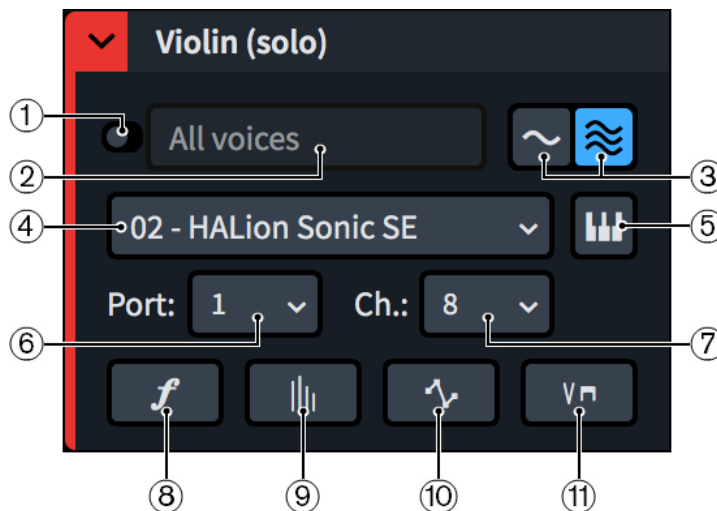 Violin (solo)
① All voices
②
③
④ 02 - HALion Sonic SE ⑤
Port: 1 Ch.: 8
⑥ ⑦
f V
⑧ ⑨ ⑩ ⑪